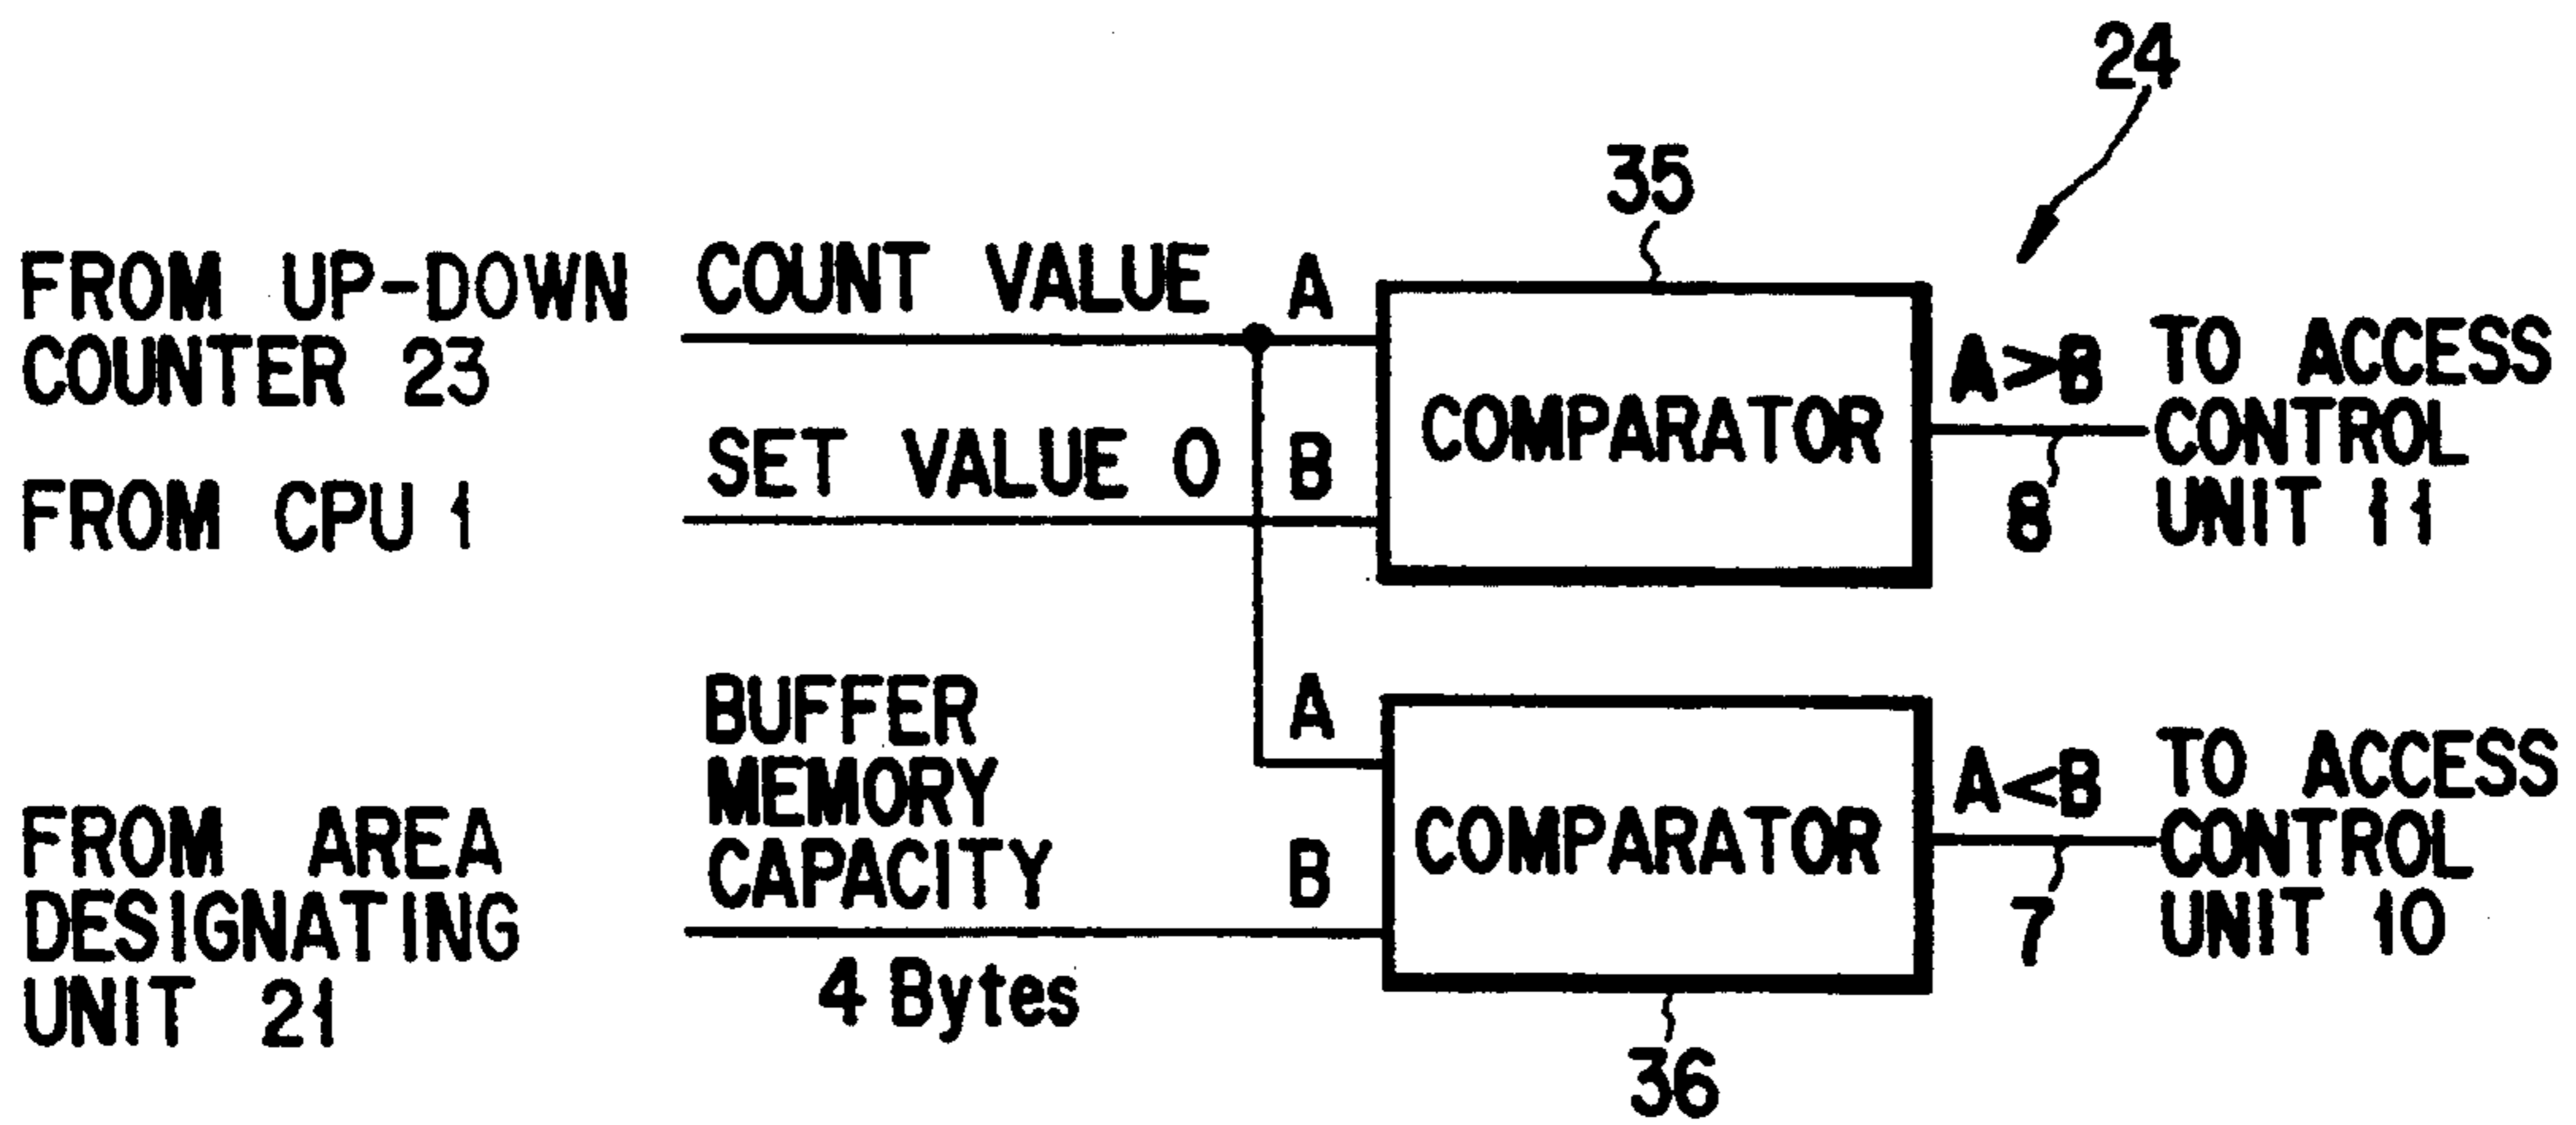 24
35
FROM UP-DOWN
COUNTER 23
COUNT VALUE
A
SET VALUE 0
B
FROM CPU 1
COMPARATOR
A>B
8
TO ACCESS
CONTROL
UNIT 11
BUFFER
MEMORY
CAPACITY
A
B
FROM AREA
DESIGNATING
UNIT 21
4 Bytes
COMPARATOR
A<B
7
TO ACCESS
CONTROL
UNIT 10
36